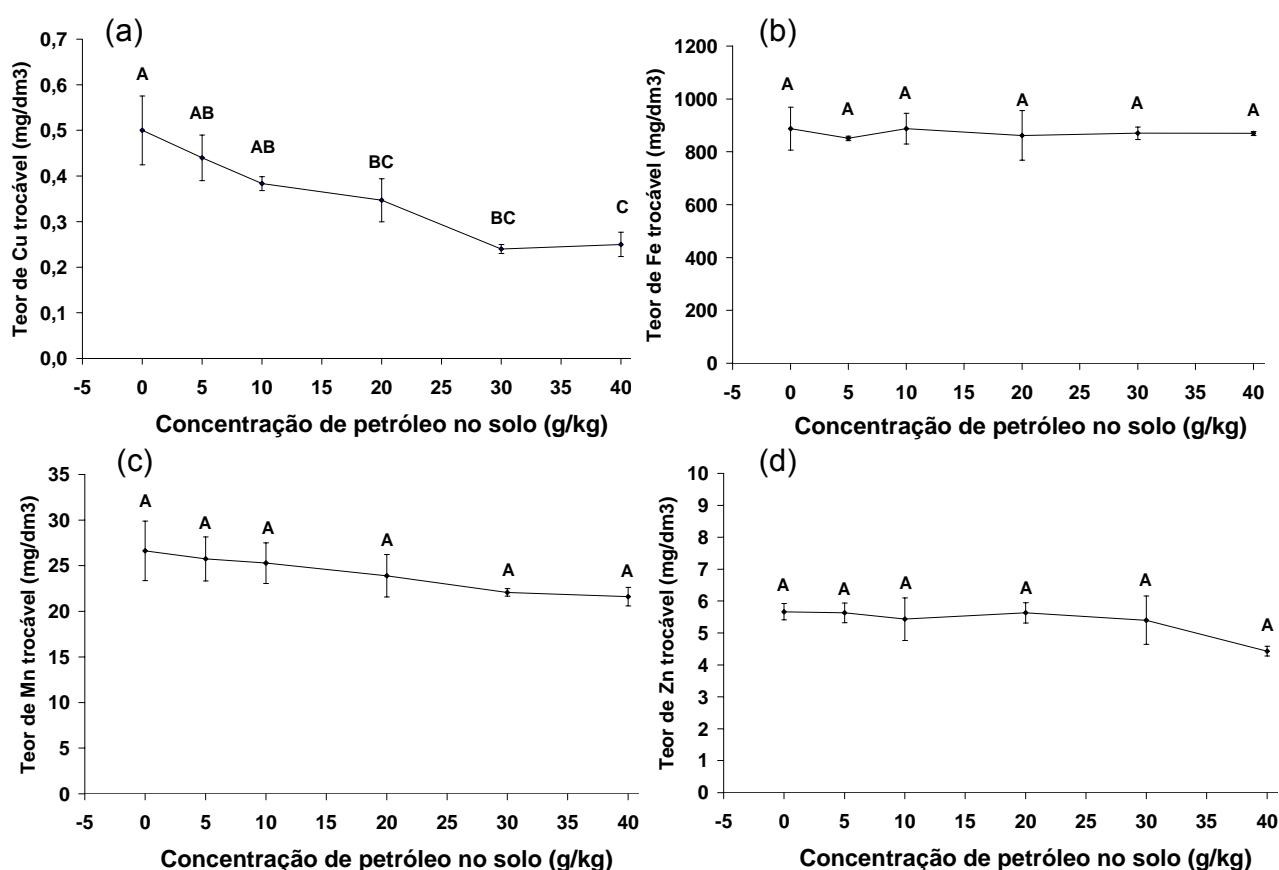 (a)
Teor de Cu trocável (mg/dm3)
0,7
0,6
0,5
0,4
0,3
0,2
0,1
0,0
A
AB
AB
BC
BC
C
-5 0 5 10 15 20 25 30 35 40
Concentração de petróleo no solo (g/kg)
(b)
Teor de Fe trocável (mg/dm3)
1200
1000
800
600
400
200
0
A
A
A
A
A
A
-5 0 5 10 15 20 25 30 35 40
Concentração de petróleo no solo (g/kg)
(c)
Teor de Mn trocável (mg/dm3)
35
30
25
20
15
10
5
0
A
A
A
A
A
A
-5 0 5 10 15 20 25 30 35 40
Concentração de petróleo no solo (g/kg)
(d)
Teor de Zn trocável (mg/dm3)
10
9
8
7
6
5
4
3
2
1
0
A
A
A
A
A
A
-5 0 5 10 15 20 25 30 35 40
Concentração de petróleo no solo (g/kg)